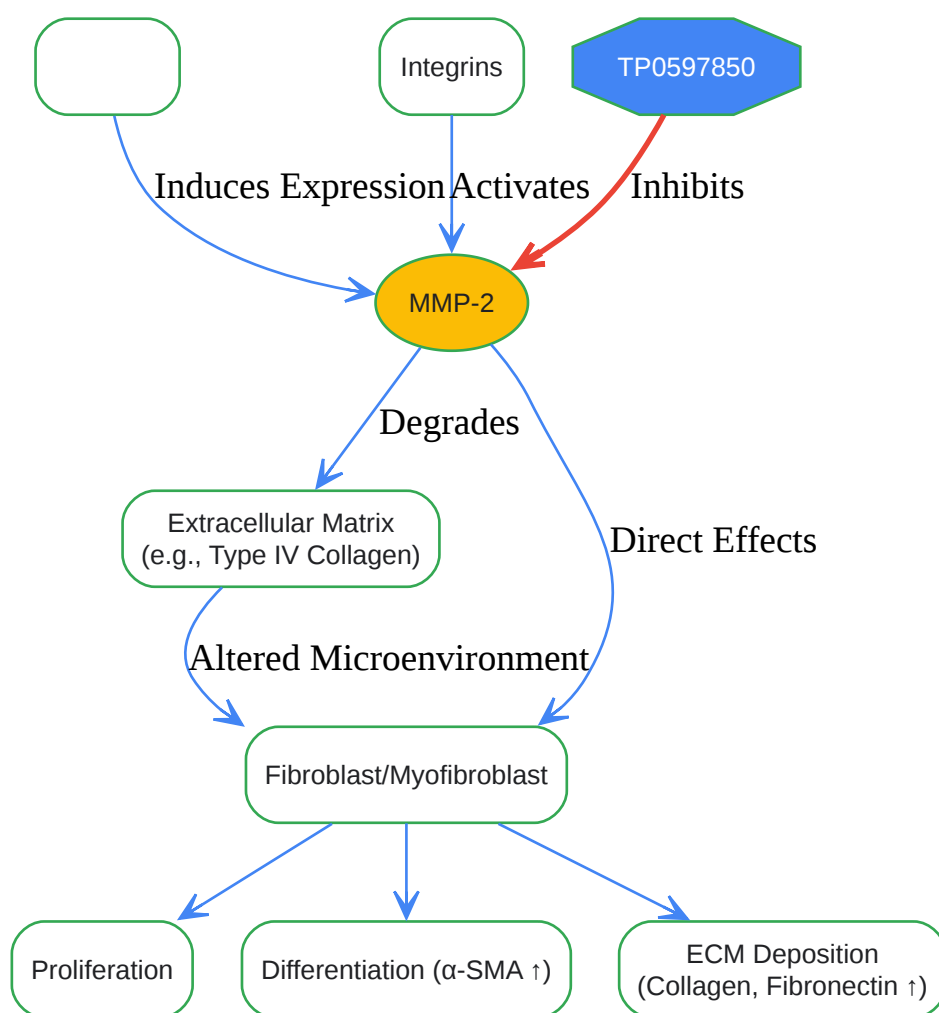 Integrins
TP0597850
Induces Expression
Activates
Inhibits
MMP-2
Degrades
Extracellular Matrix
(e.g., Type IV Collagen)
Direct Effects
Altered Microenvironment
Fibroblast/Myofibroblast
Proliferation
Differentiation (α-SMA ↑)
ECM Deposition
(Collagen, Fibronectin ↑)